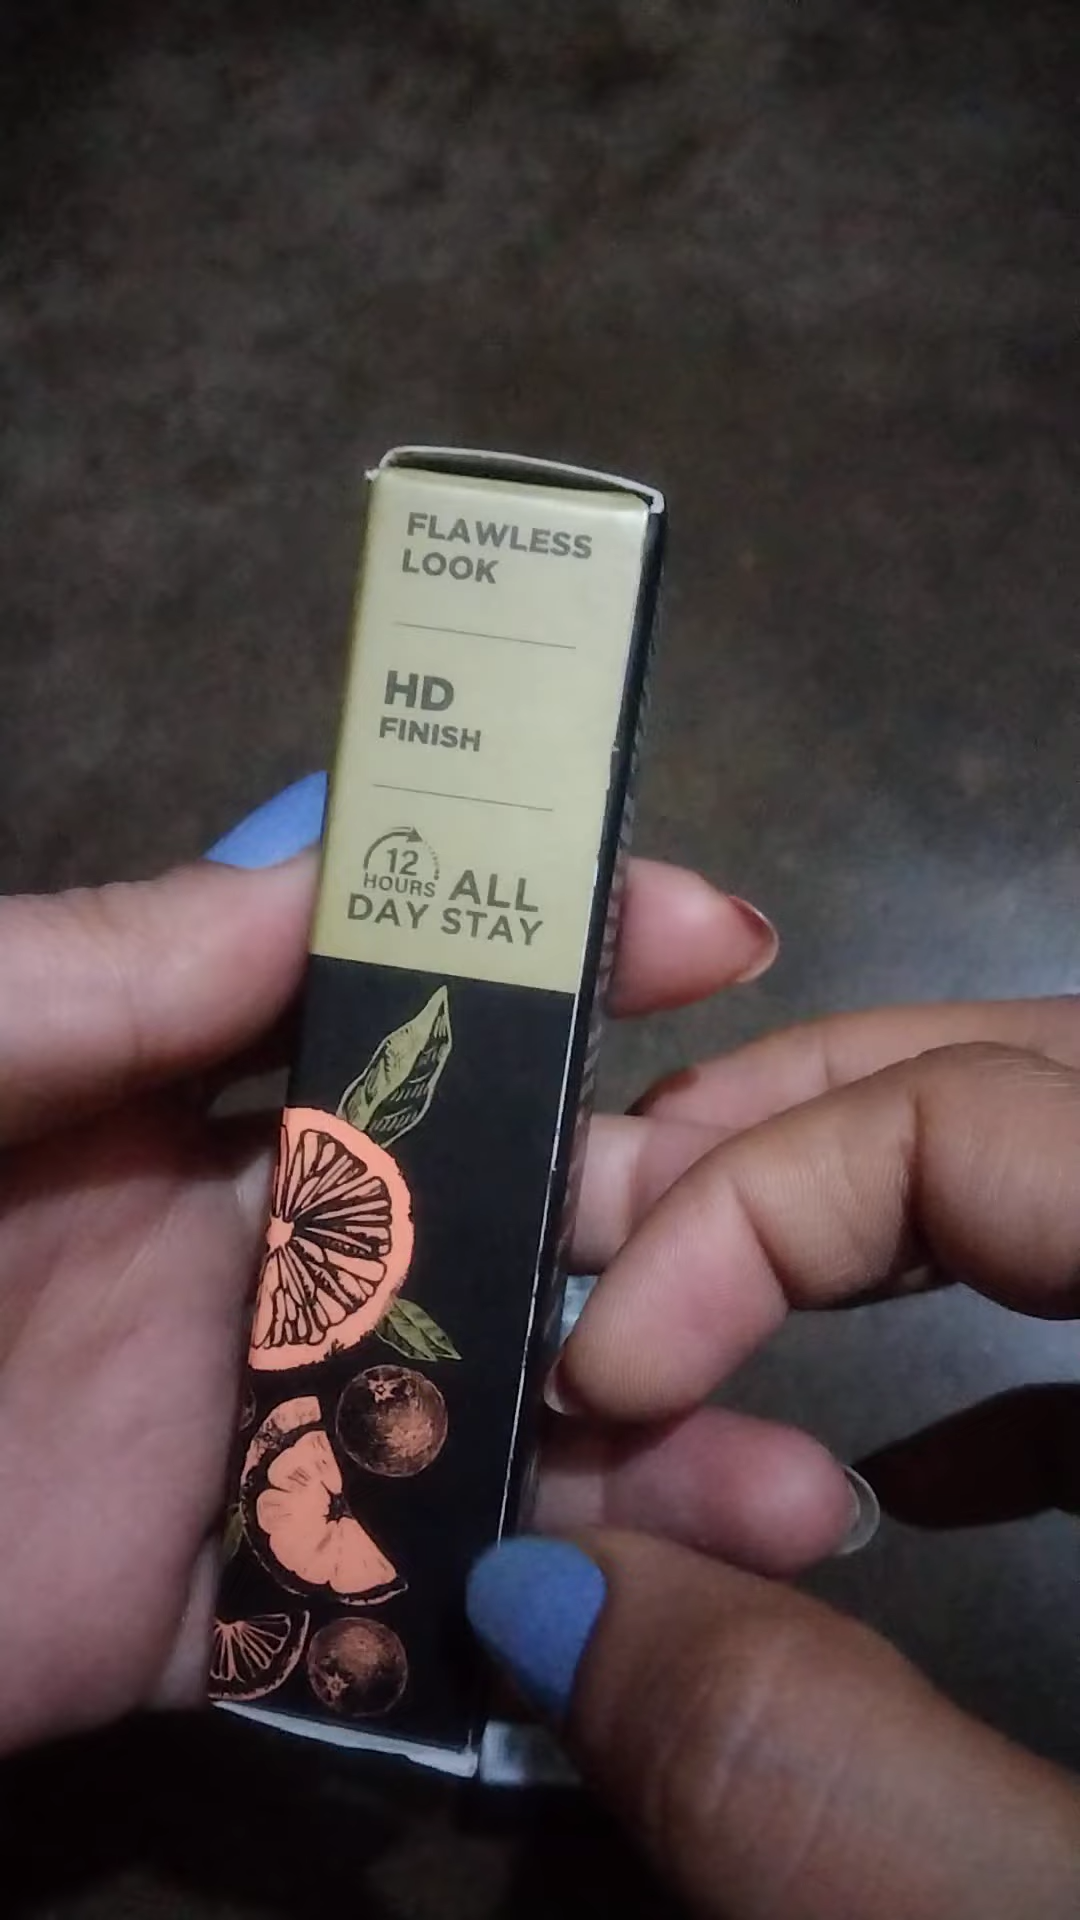 FLAWLESS
LOOK
HD
FINISH
12
HOURS ALL
DAY STAY